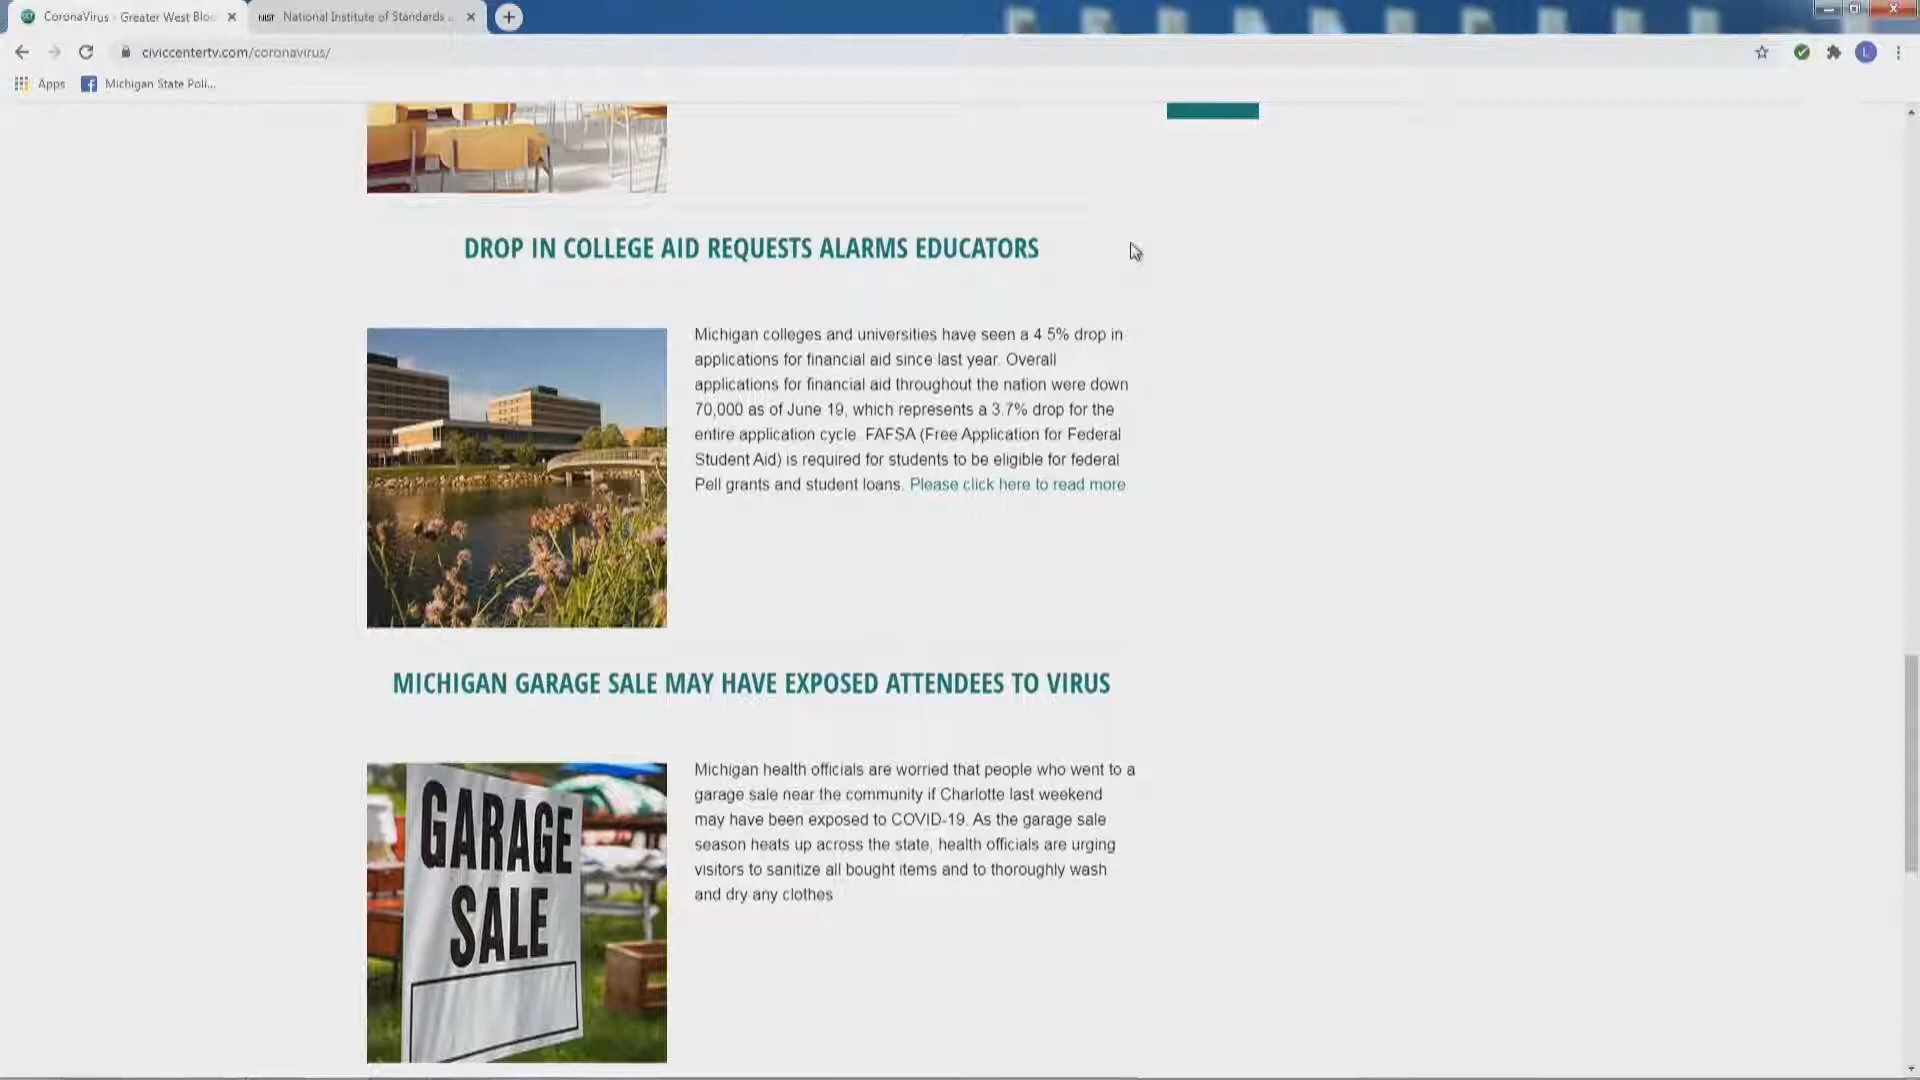 CoronaVirus - Greater West Bloo
NIST National Institute of Standards ..
civiccentertv.com/coronavirus/
L
Apps
Michigan State Poli...
DROP IN COLLEGE AID REQUESTS ALARMS EDUCATORS
Michigan colleges and universities have seen a 4 5% drop in
applications for financial aid since last year. Overall
applications for financial aid throughout the nation were down
70,000 as of June 19, which represents a 3.7% drop for the
entire application cycle FAFSA (Free Application for Federal
Student Aid) is required for students to be eligible for federal
Pell grants and student loans. Please click here to read more
MICHIGAN GARAGE SALE MAY HAVE EXPOSED ATTENDEES TO VIRUS
GARAGE
SALE
Michigan health officials are worried that people who went to a
garage sale near the community if Charlotte last weekend
may have been exposed to COVID-19. As the garage sale
season heats up across the state, health officials are urging
visitors to sanitize all bought items and to thoroughly wash
and dry any clothes